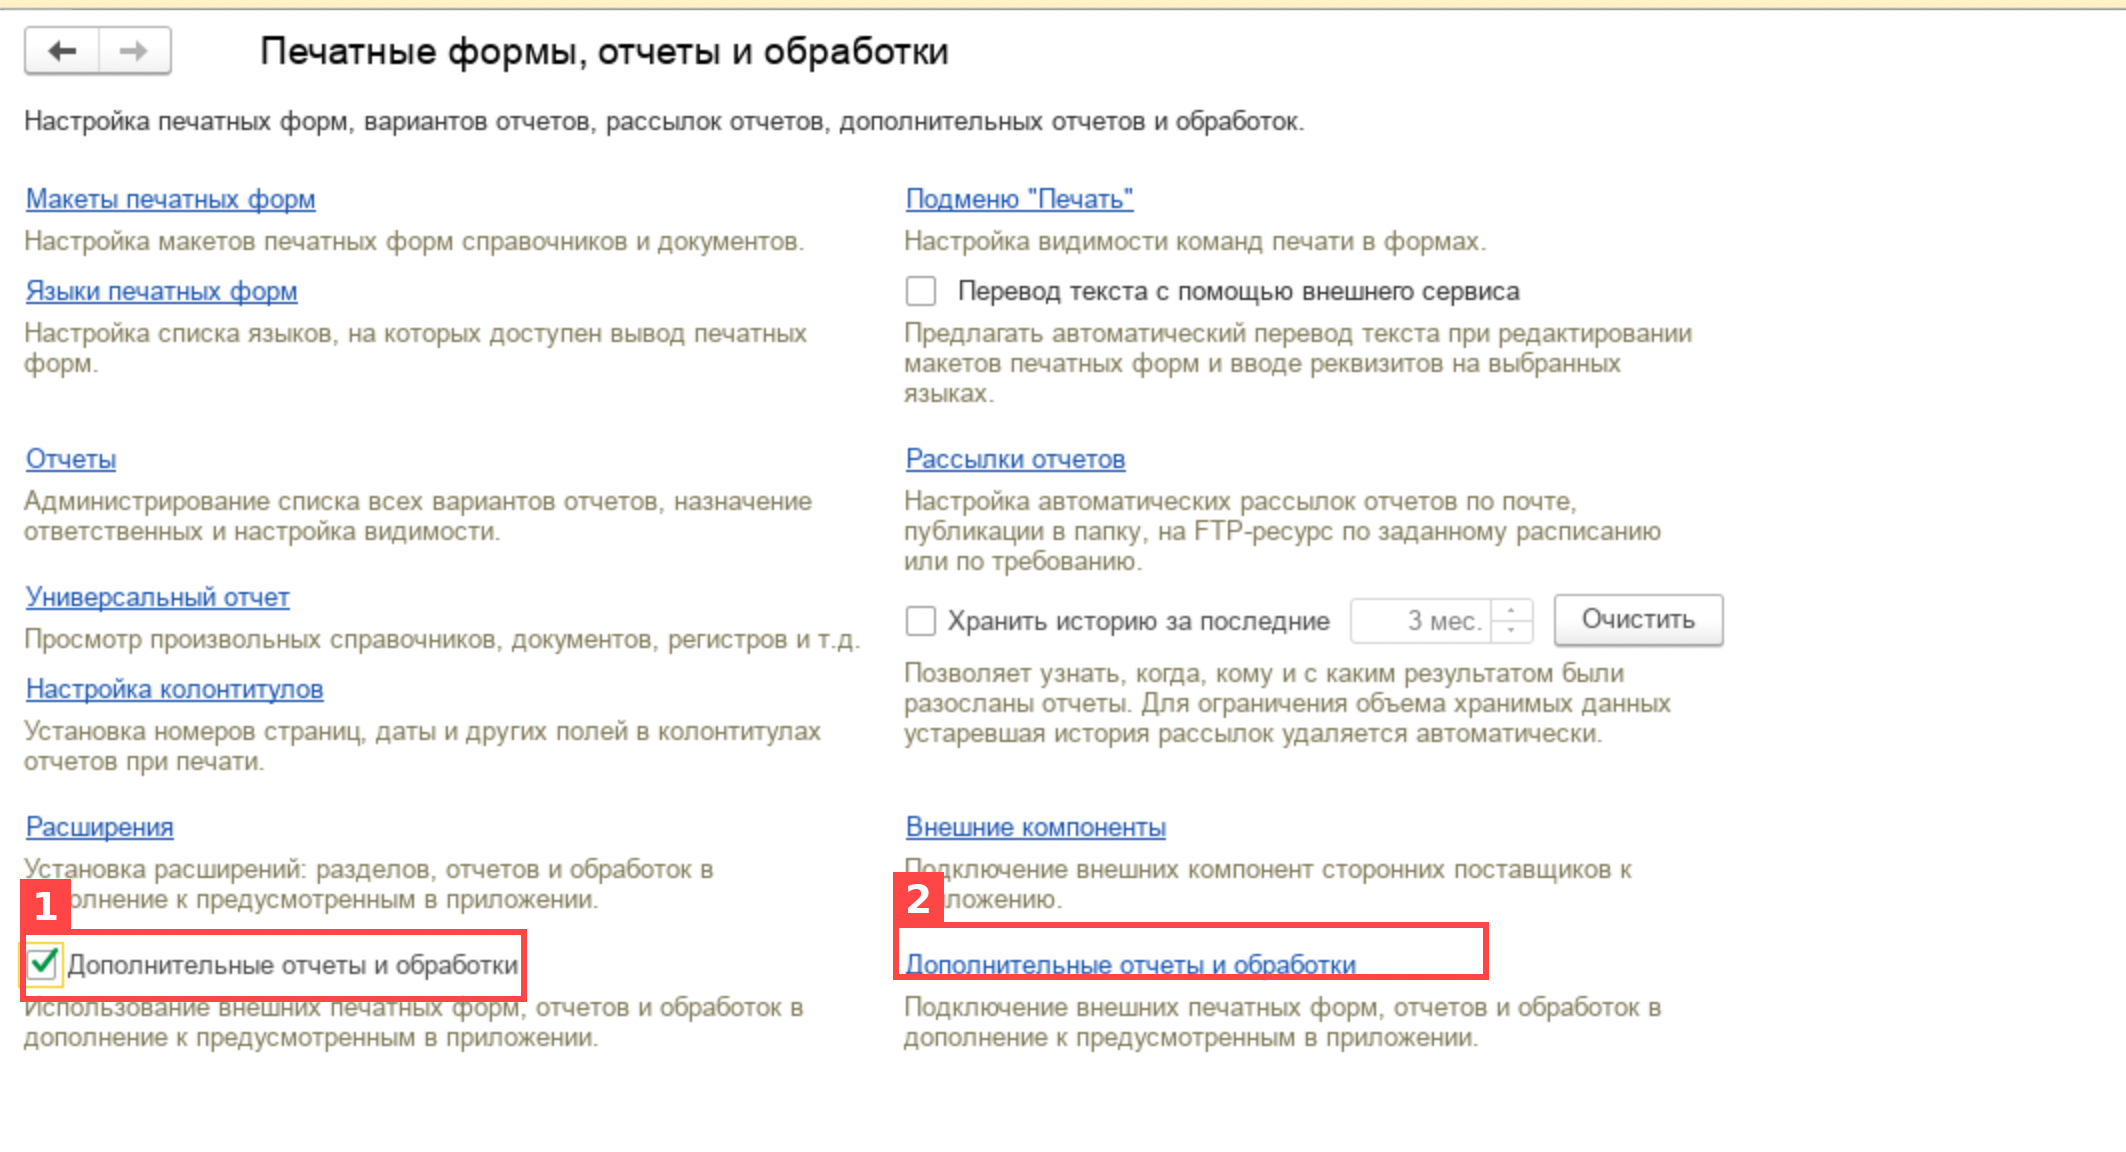 Печатные формы, отчеты и обработки
Настройка печатных форм, вариантов отчетов, рассылок отчетов, дополнительных отчетов и обработок.
Макеты печатных форм
Настройка макетов печатных форм справочников и документов.
Языки печатных форм
Настройка списка языков, на которых доступен вывод печатных
форм.
Отчеты
Администрирование списка всех вариантов отчетов, назначение
ответственных и настройка видимости.
Универсальный отчет
Просмотр произвольных справочников, документов, регистров и т.д.
Настройка колонтитулов
Установка номеров страниц, даты и других полей в колонтитулах
отчетов при печати.
Расширения
Установка расширений: разделов, отчетов и обработок в
1
олнение к предусмотренным в приложении.
Дополнительные отчеты и обработки
Использование внешних печатных форм, отчетов и обработок в
дополнение к предусмотренным в приложении.
Подменю "Печать"
Настройка видимости команд печати в формах.
Перевод текста с помощью внешнего сервиса
Предлагать автоматический перевод текста при редактировании
макетов печатных форм и вводе реквизитов на выбранных
языках.
Рассылки отчетов
Настройка автоматических рассылок отчетов по почте,
публикации в папку, на FTP-ресурс по заданному расписанию
или по требованию.
Хранить историю за последние 3 мес. Очистить
Позволяет узнать, когда, кому и с каким результатом были
разосланы отчеты. Для ограничения объема хранимых данных
устаревшая история рассылок удаляется автоматически.
Внешние компоненты
Подключение внешних компонент сторонних поставщиков к
2
ложению.
Дополнительные отчеты и обработки
Подключение внешних печатных форм, отчетов и обработок в
дополнение к предусмотренным в приложении.